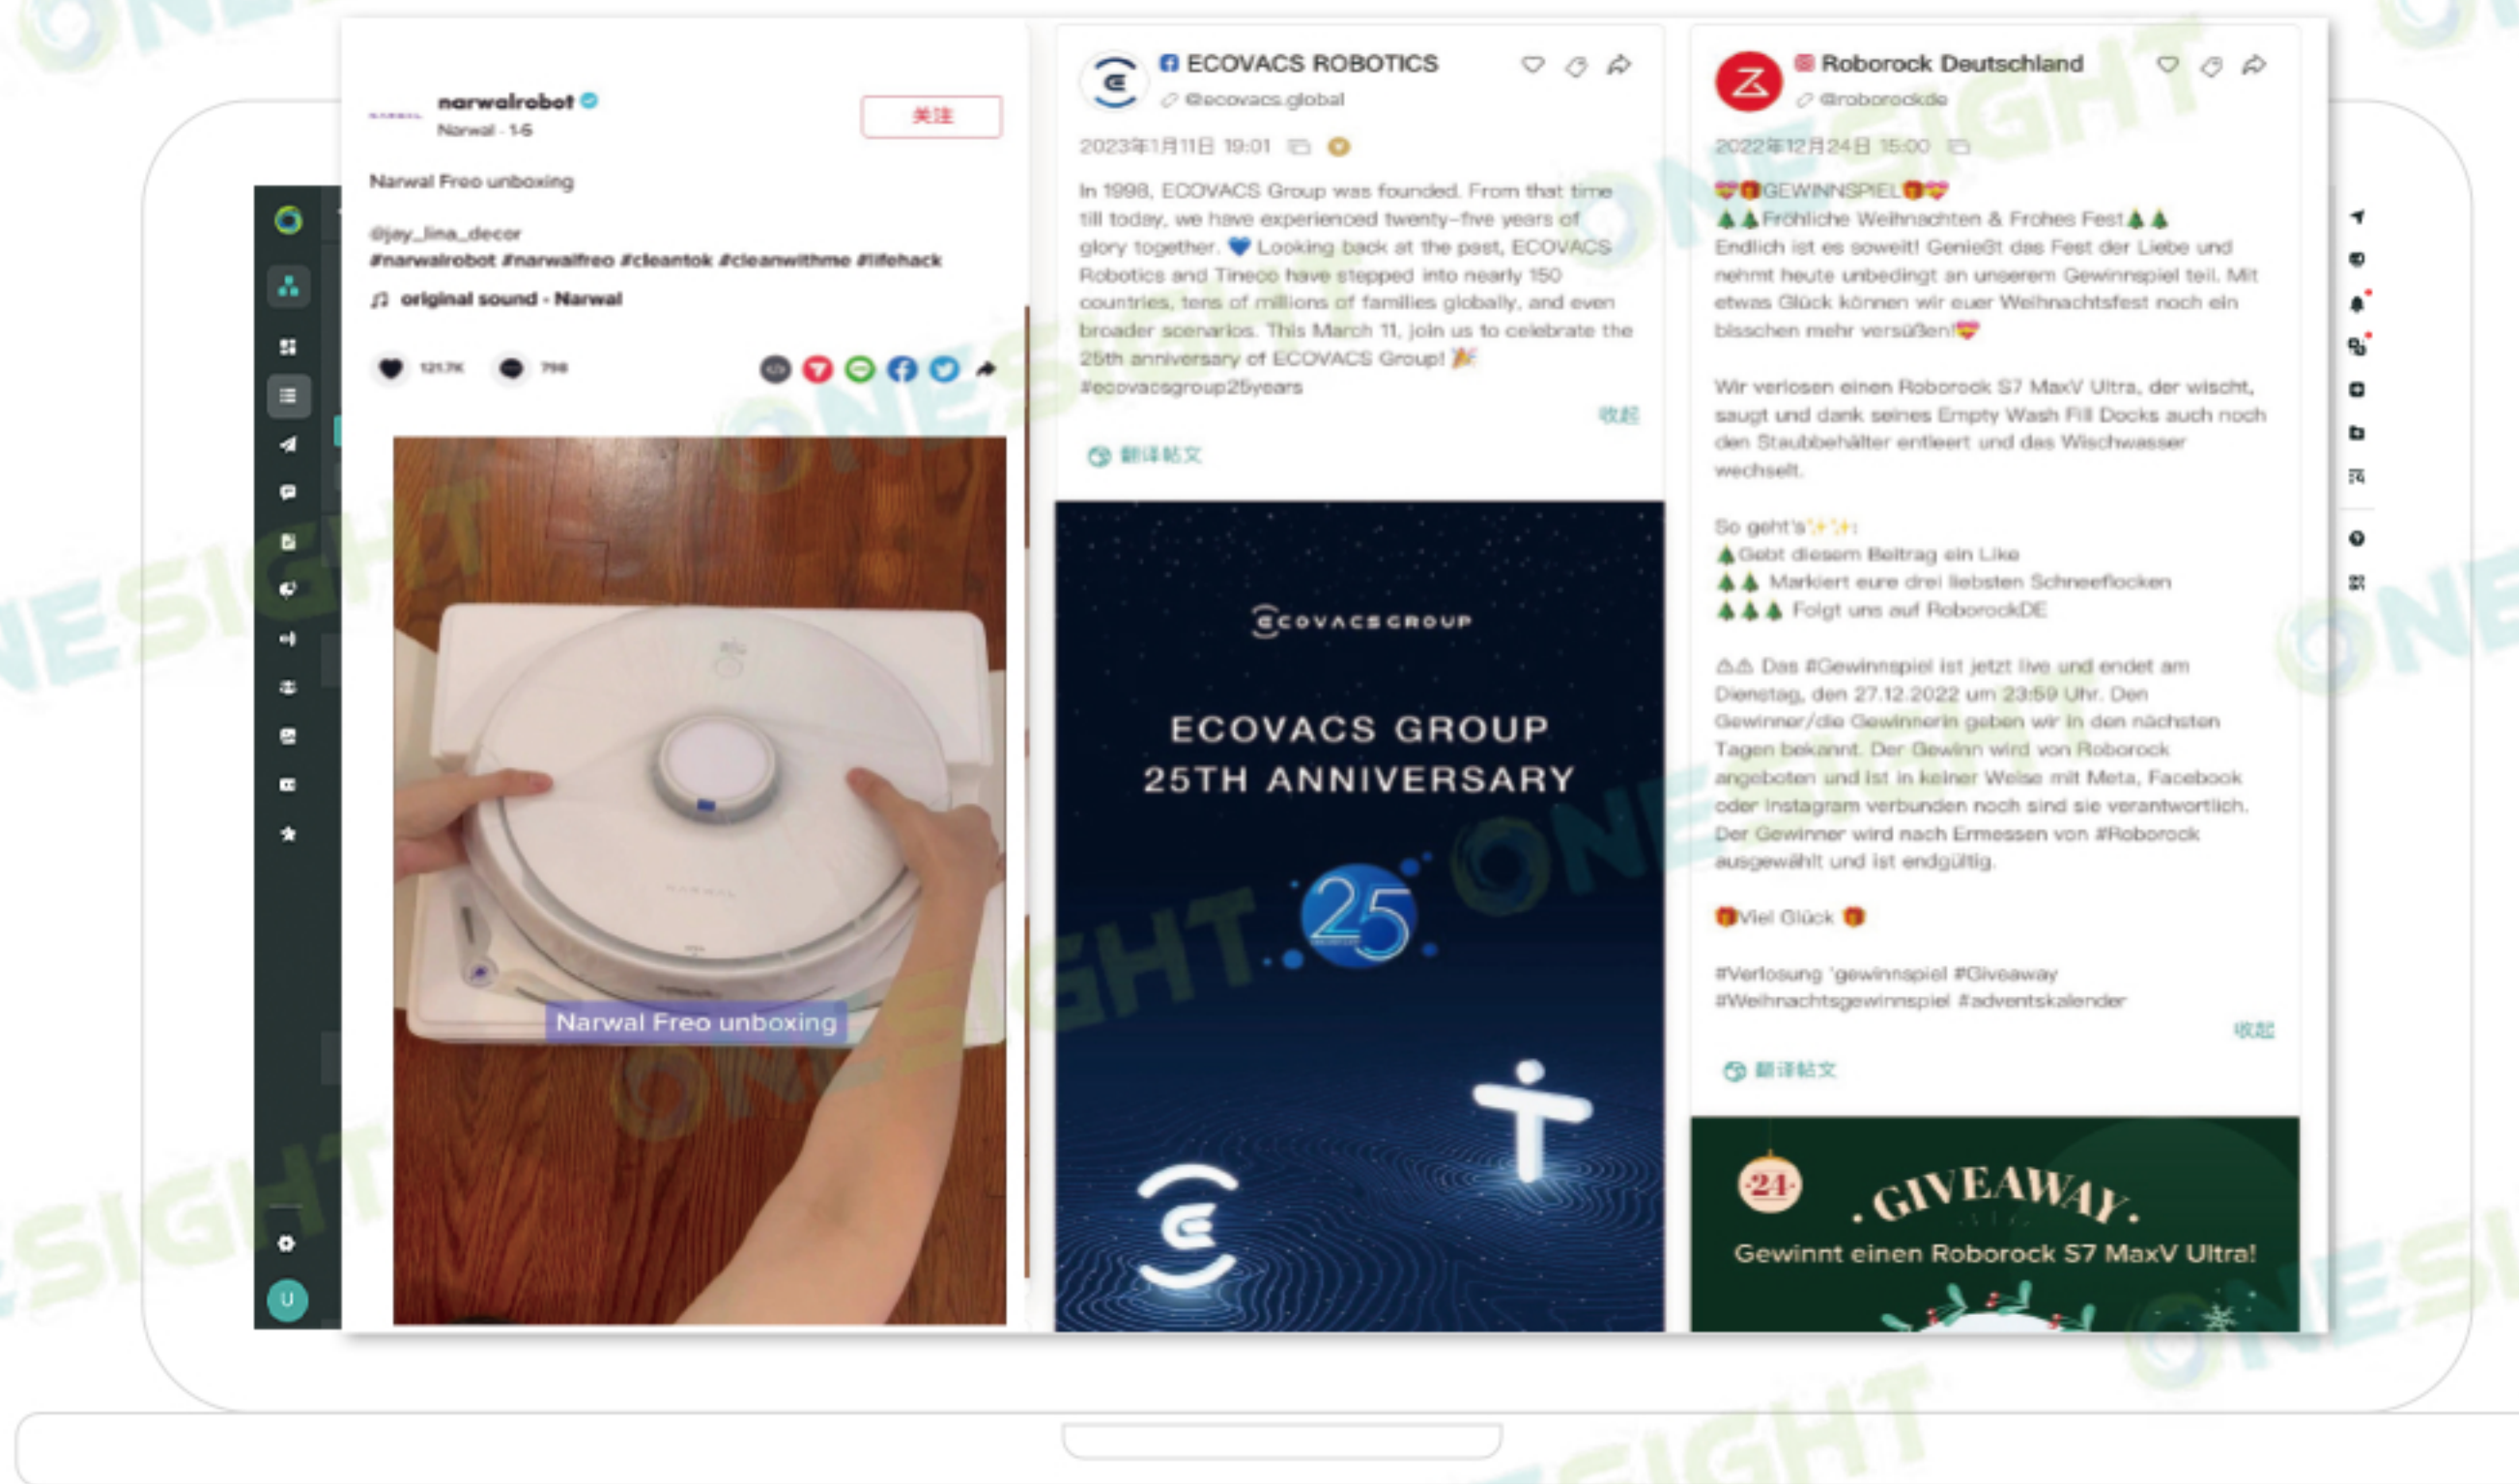 narwalrobot
Narwal · 1-6
关注
Narwal Freo unboxing
@jay_lina_decor
#narwalrobot #narwalfreo #cleantok #cleanwithme #lifehack
original sound - Narwal
121.7K
798
NARWAL
Narwal Freo unboxing
ECOVACS ROBOTICS
@ecovacs.global
2023年1月11日 19:01
In 1998, ECOVACS Group was founded. From that time
till today, we have experienced twenty-five years of
glory together. 💙 Looking back at the past, ECOVACS
Robotics and Tineco have stepped into nearly 150
countries, tens of millions of families globally, and even
broader scenarios. This March 11, join us to celebrate the
25th anniversary of ECOVACS Group! 🎉
#ecovacsgroup25years
收起
翻译帖文
ECOVACS GROUP
ECOVACS GROUP
25TH ANNIVERSARY
25
Roborock Deutschland
@roborockde
2022年12月24日 15:00
💝🎁GEWINNSPIEL🎁💝
🎄🎄Fröhliche Weihnachten & Frohes Fest🎄🎄
Endlich ist es soweit! Genießt das Fest der Liebe und
nehmt heute unbedingt an unserem Gewinnspiel teil. Mit
etwas Glück können wir euer Weihnachtsfest noch ein
bisschen mehr versüßen!💝
Wir verlosen einen Roborock S7 MaxV Ultra, der wischt,
saugt und dank seines Empty Wash Fill Docks auch noch
den Staubbehälter entleert und das Wischwasser
wechselt.
So geht's✨✨:
🎄Gebt diesem Beitrag ein Like
🎄🎄 Markiert eure drei liebsten Schneeflocken
🎄🎄🎄 Folgt uns auf RoborockDE
⚠⚠ Das #Gewinnspiel ist jetzt live und endet am
Dienstag, den 27.12.2022 um 23:59 Uhr. Den
Gewinner/die Gewinnerin geben wir in den nächsten
Tagen bekannt. Der Gewinn wird von Roborock
angeboten und ist in keiner Weise mit Meta, Facebook
oder Instagram verbunden noch sind sie verantwortlich.
Der Gewinner wird nach Ermessen von #Roborock
ausgewählt und ist endgültig.
🎁Viel Glück 🎁
#Verlosung 'gewinnspiel #Giveaway
#Weihnachtsgewinnspiel #adventskalender
收起
翻译帖文
24
· GIVEAWAY ·
Gewinnt einen Roborock S7 MaxV Ultra!
U
ONESIGHT